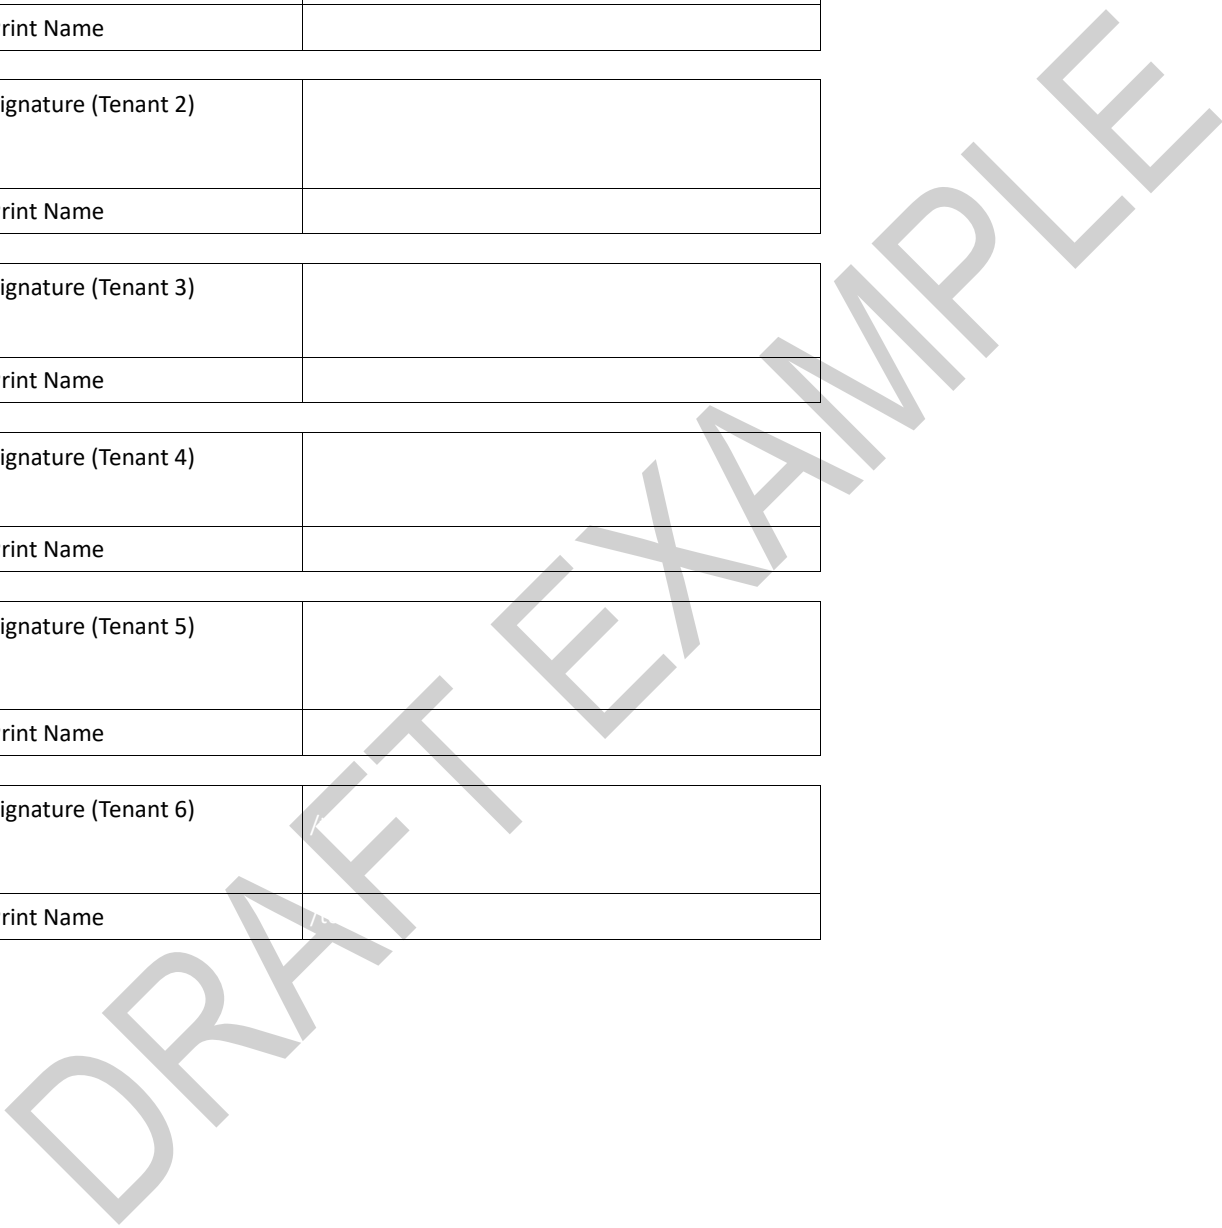 rint Name
ignature (Tenant 2)
rint Name
ignature (Tenant 3)
rint Name
ignature (Tenant 4)
rint Name
ignature (Tenant 5)
rint Name
ignature (Tenant 6)
rint Name
DRAFT EXAMPLE